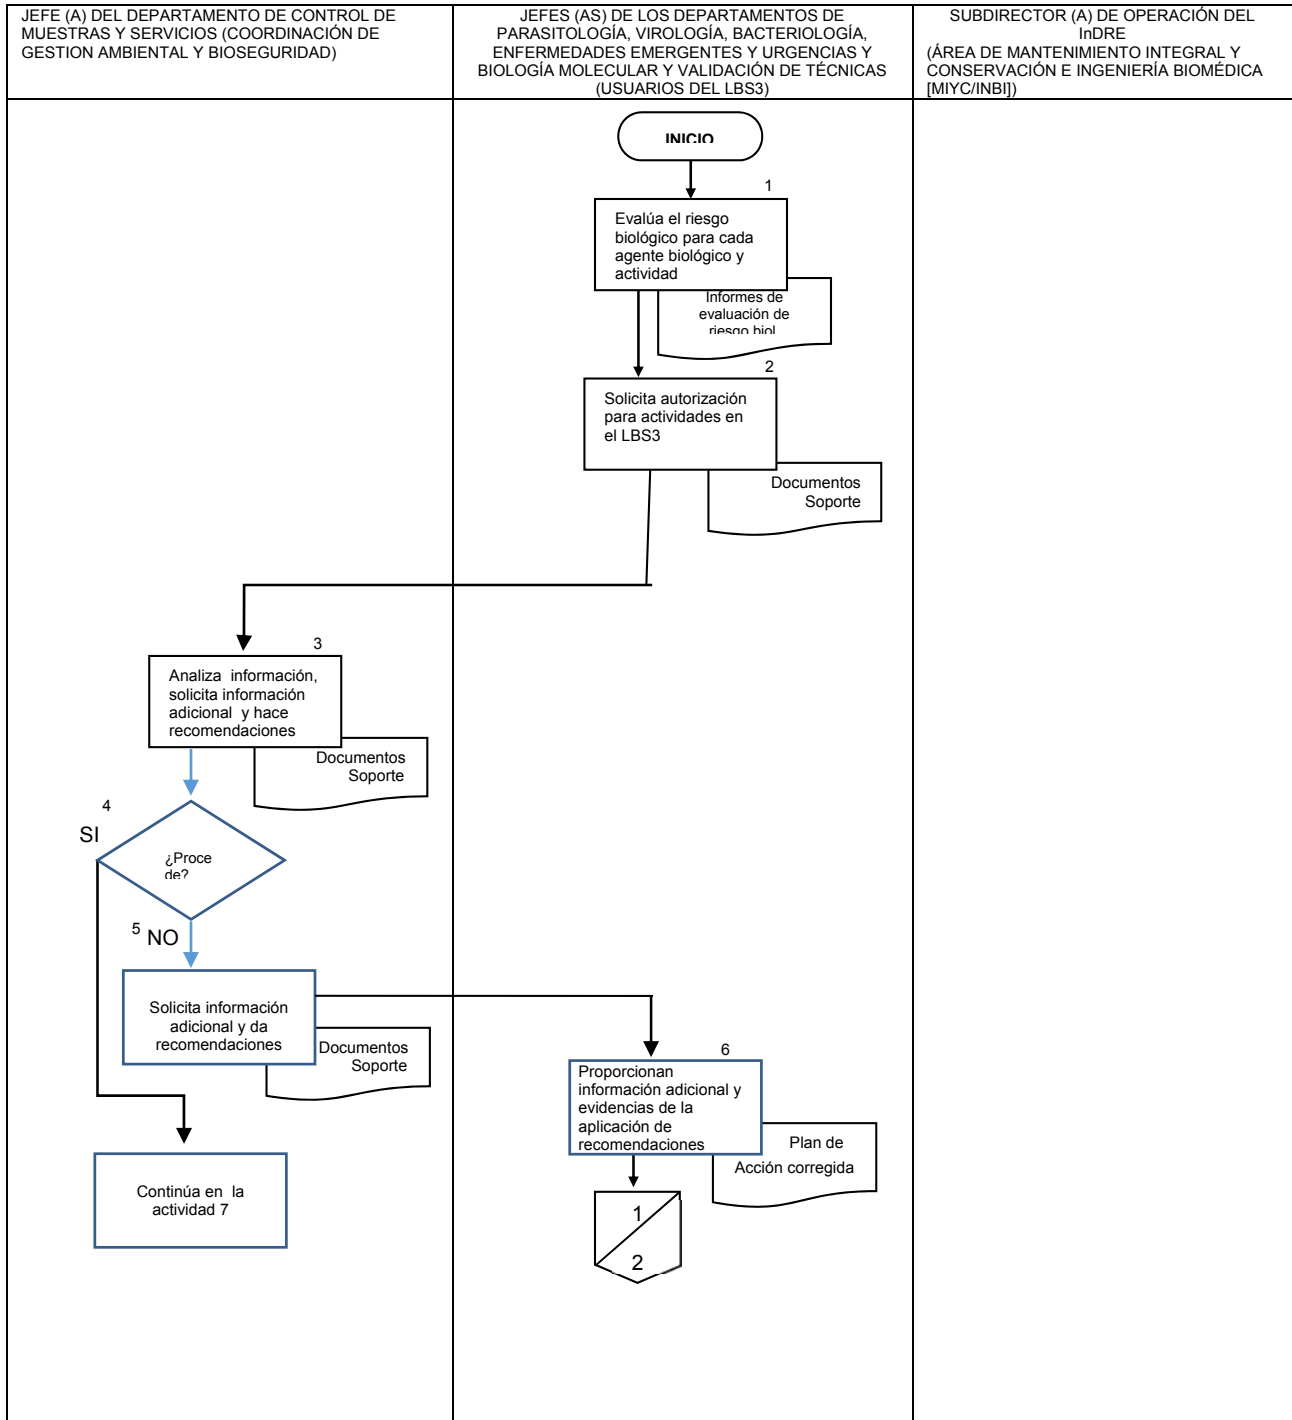 JEFE (A) DEL DEPARTAMENTO DE CONTROL DE
MUESTRAS Y SERVICIOS (COORDINACIÓN DE
GESTION AMBIENTAL Y BIOSEGURIDAD)
JEFES (AS) DE LOS DEPARTAMENTOS DE
PARASITOLOGÍA, VIROLOGÍA, BACTERIOLOGÍA,
ENFERMEDADES EMERGENTES Y URGENCIAS Y
BIOLOGÍA MOLECULAR Y VALIDACIÓN DE TÉCNICAS
(USUARIOS DEL LBS3)
SUBDIRECTOR (A) DE OPERACIÓN DEL
InDRE
(ÁREA DE MANTENIMIENTO INTEGRAL Y
CONSERVACIÓN E INGENIERÍA BIOMÉDICA
[MIYC/INBI])
INICIO
1
Evalúa el riesgo
biológico para cada
agente biológico y
actividad
Informes de
evaluación de
riesgo biol
2
Solicita autorización
para actividades en
el LBS3
Documentos
Soporte
3
Analiza información,
solicita información
adicional y hace
recomendaciones
Documentos
Soporte
4
SI
¿Proce
de?
5 NO
Solicita información
adicional y da
recomendaciones
Documentos
Soporte
6
Proporcionan
información adicional y
evidencias de la
aplicación de
recomendaciones
Plan de
Acción corregida
Continúa en la
actividad 7
1
2